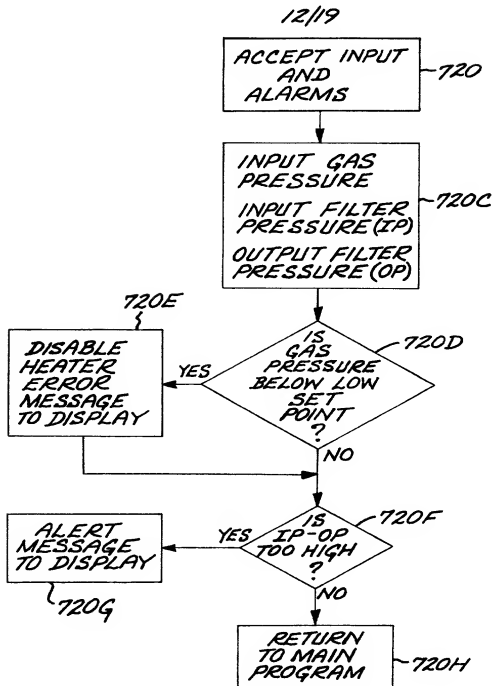 12/19
ACCEPT INPUT
AND
ALARMS
720
INPUT GAS
PRESSURE
INPUT FILTER
PRESSURE (IP)
OUTPUT FILTER
PRESSURE (OP)
720C
720E
DISABLE
HEATER
ERROR
MESSAGE
TO DISPLAY
YES
IS
GAS
PRESSURE
BELOW LOW
SET
POINT
?
720D
NO
ALERT
MESSAGE
TO DISPLAY
720G
YES
IS
IP-OP
TOO HIGH
?
720F
NO
RETURN
TO MAIN
PROGRAM
720H